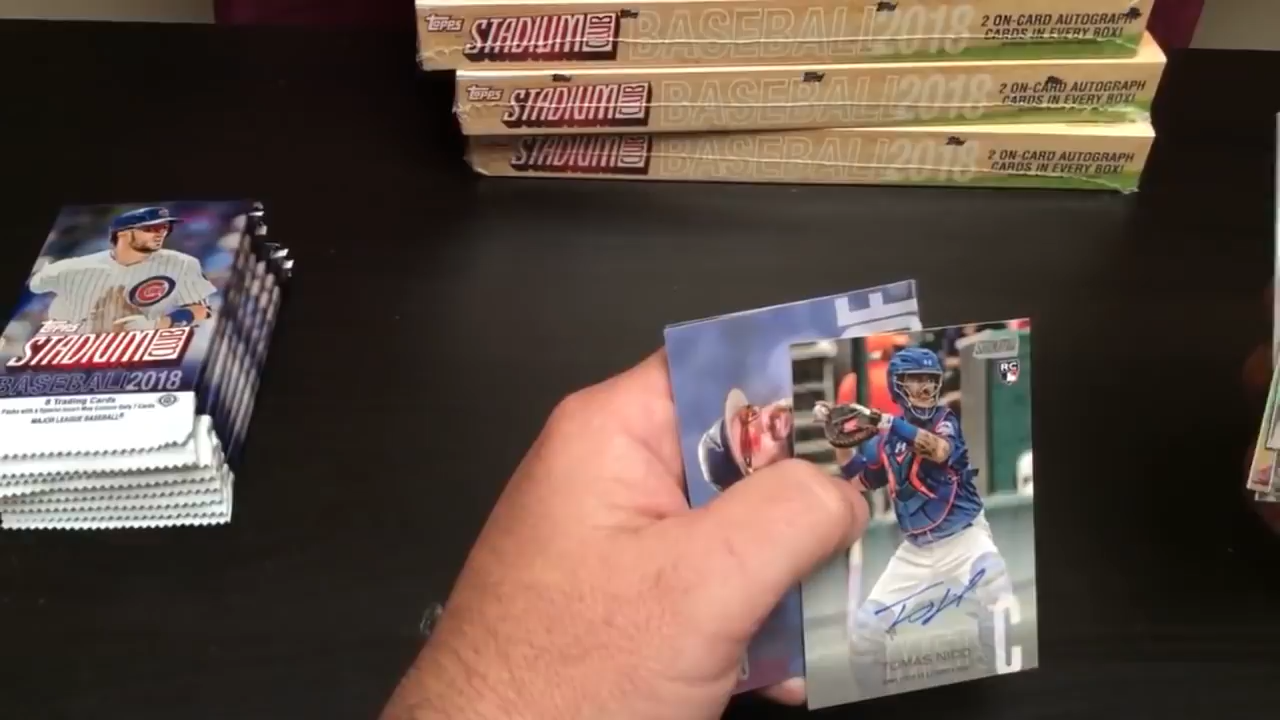 Topps STADIUM CLUB BASEBALL 2018 2 ON-CARD AUTOGRAPH
CARDS IN EVERY BOX!
Topps STADIUM CLUB BASEBALL 2018 2 ON-CARD AUTOGRAPH
CARDS IN EVERY BOX!
STADIUM CLUB BASEBALL 2018 2 ON-CARD AUTOGRAPH
CARDS IN EVERY BOX!
Topps
STADIUM CLUB
BASEBALL 2018
8 Trading Cards
MAJOR LEAGUE BASEBALL
OF
RC
C
TOMAS NIDO